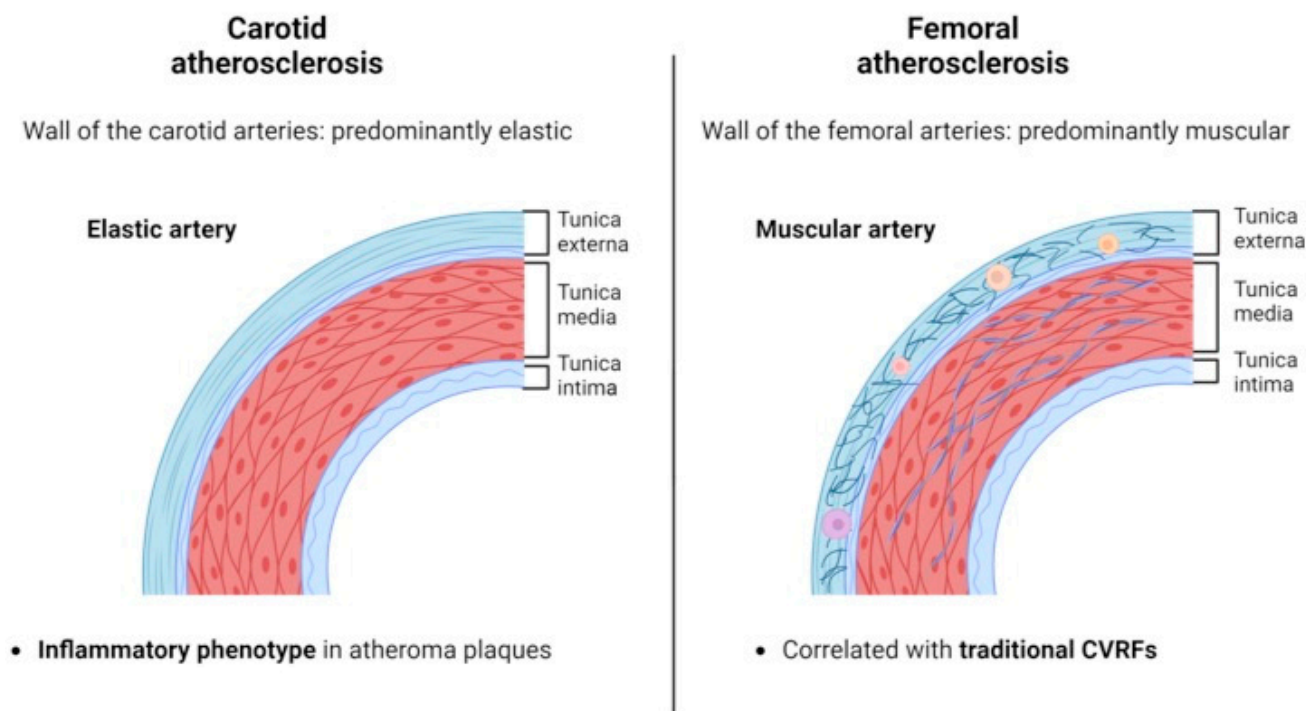 Carotid
atherosclerosis
Wall of the carotid arteries: predominantly elastic
Elastic artery
Tunica
externa
Tunica
media
Tunica
intima
• Inflammatory phenotype in atheroma plaques
Femoral
atherosclerosis
Wall of the femoral arteries: predominantly muscular
Muscular artery
Tunica
externa
Tunica
media
Tunica
intima
• Correlated with traditional CVRFs